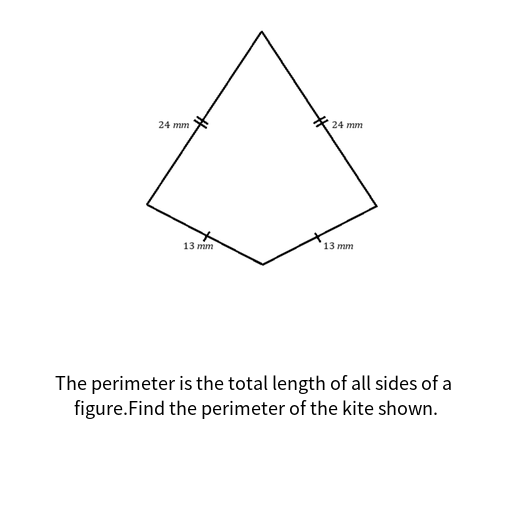 24 mm
24 mm
13 mm
13 mm
The perimeter is the total length of all sides of a
figure.Find the perimeter of the kite shown.